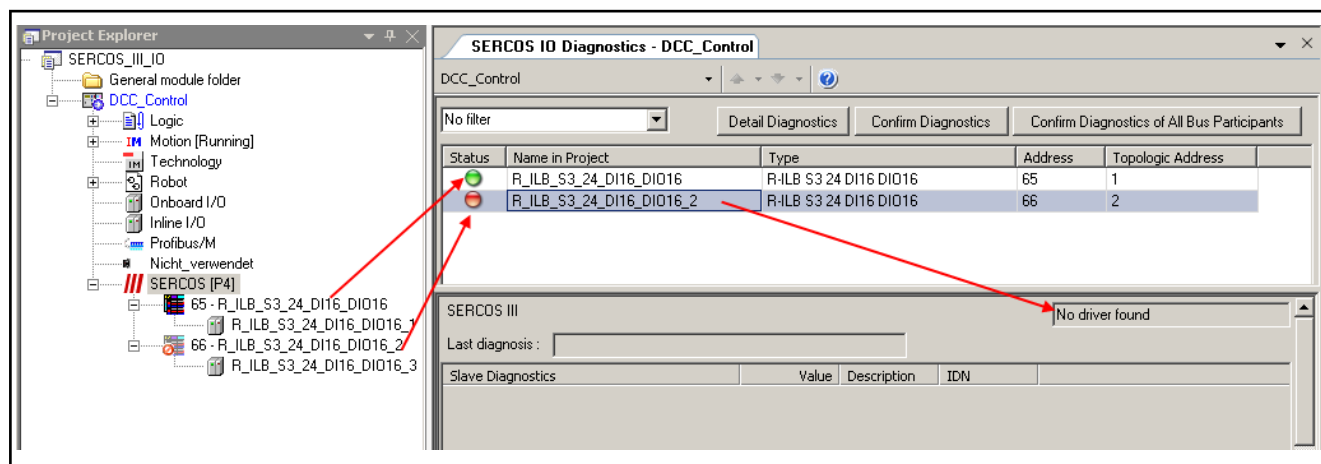 Project Explorer
SERCOS_III_IO
General module folder
DCC_Control
Logic
IM Motion [Running]
IM Technology
Robot
Onboard I/O
Inline I/O
Profibus/M
Nicht_verwendet
SERCOS [P4]
65 - R_ILB_S3_24_DI16_DIO16
R_ILB_S3_24_DI16_DIO16_1
66 - R_ILB_S3_24_DI16_DIO16_2
R_ILB_S3_24_DI16_DIO16_3
SERCOS IO Diagnostics - DCC_Control
DCC_Control
No filter Detail Diagnostics Confirm Diagnostics Confirm Diagnostics of All Bus Participants
Status Name in Project Type Address Topologic Address
R_ILB_S3_24_DI16_DIO16 R-ILB S3 24 DI16 DIO16 65 1
R_ILB_S3_24_DI16_DIO16_2 R-ILB S3 24 DI16 DIO16 66 2
SERCOS III No driver found
Last diagnosis :
Slave Diagnostics Value Description IDN